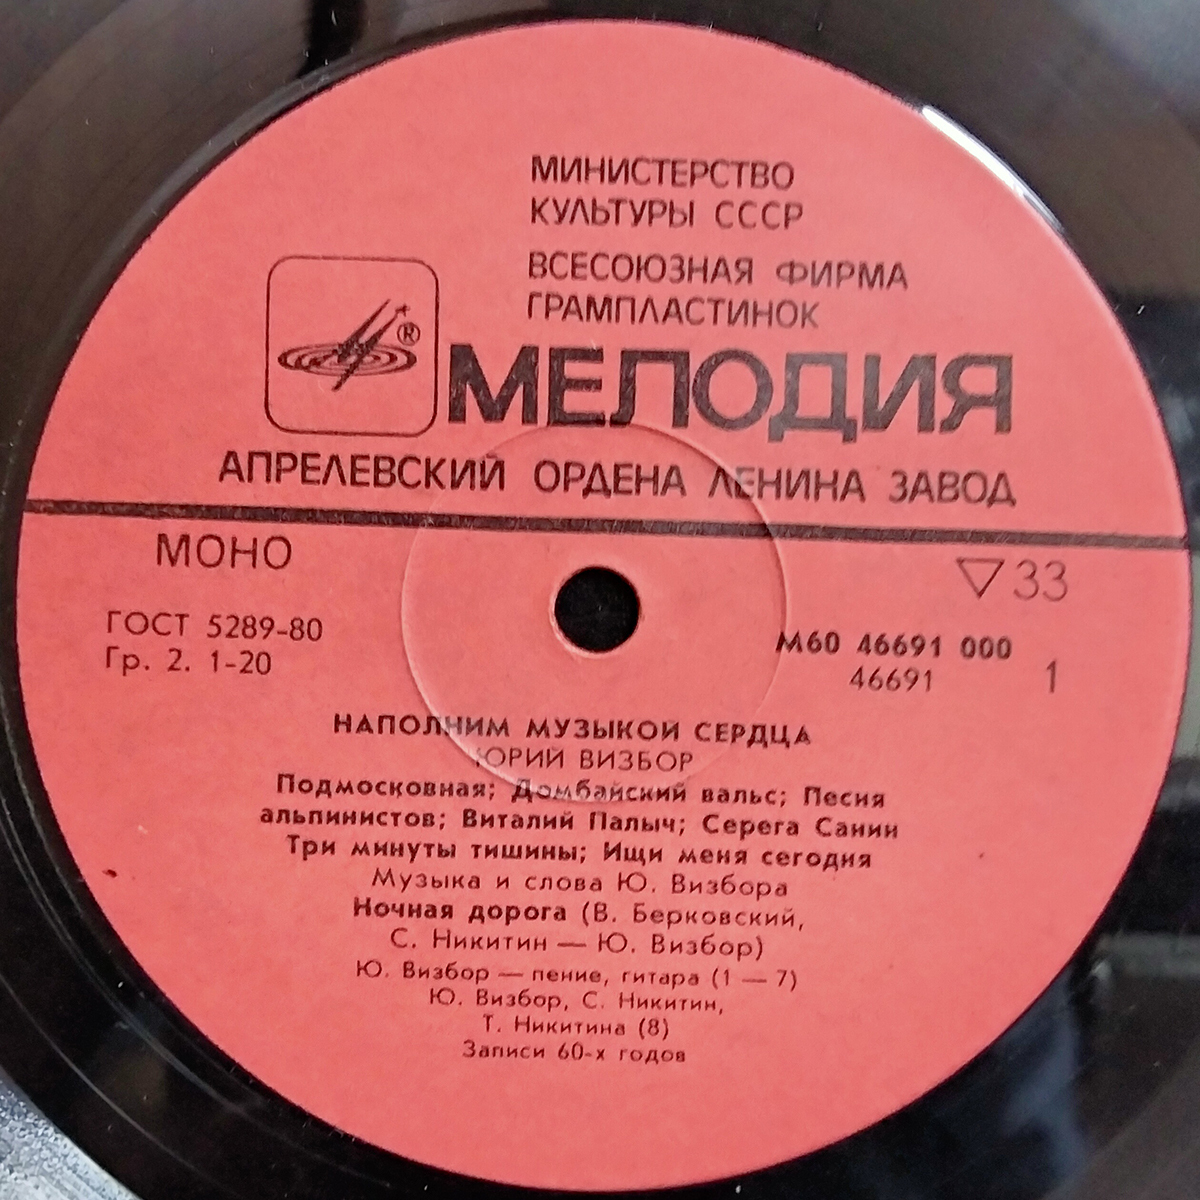 МИНИСТЕРСТВО
КУЛЬТУРЫ СССР
ВСЕСОЮЗНАЯ ФИРМА
ГРАМПЛАСТИНОК
®
МЕЛОДИЯ
АПРЕЛЕВСКИЙ ОРДЕНА ЛЕНИНА ЗАВОД
МОНО
▽33
ГОСТ 5289-80
Гр. 2. 1-20
М60 46691 000
46691
1
НАПОЛНИМ МУЗЫКОЙ СЕРДЦА
ЮРИЙ ВИЗБОР
Подмосковная; Домбайский вальс; Песня
альпинистов; Виталий Палыч; Серега Санин
Три минуты тишины; Ищи меня сегодня
Музыка и слова Ю. Визбора
Ночная дорога (В. Берковский,
С. Никитин — Ю. Визбор)
Ю. Визбор — пение, гитара (1 — 7)
Ю. Визбор, С. Никитин,
Т. Никитина (8)
Записи 60-х годов